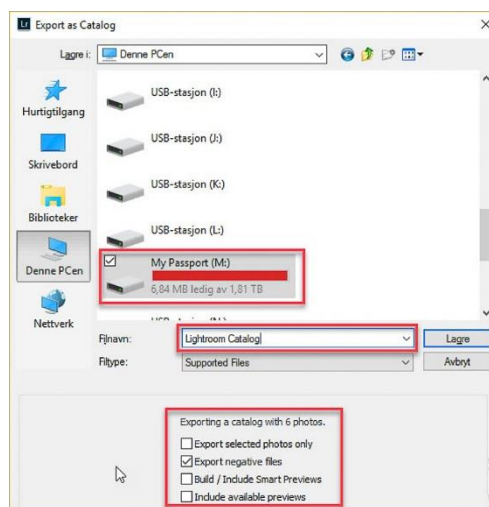 Lr Export as Catalog
Lagre i: Denne PCen
USB-stasjon (I:)
Hurtigtilgang
USB-stasjon (J:)
Skrivebord
USB-stasjon (K:)
Biblioteker
USB-stasjon (L:)
Denne PCen
My Passport (M:)
6,84 MB ledig av 1,81 TB
Nettverk
Filnavn: Lightroom Catalog Lagre
Filtype: Supported Files Avbryt
Exporting a catalog with 6 photos.
Export selected photos only
Export negative files
Build / Include Smart Previews
Include available previews